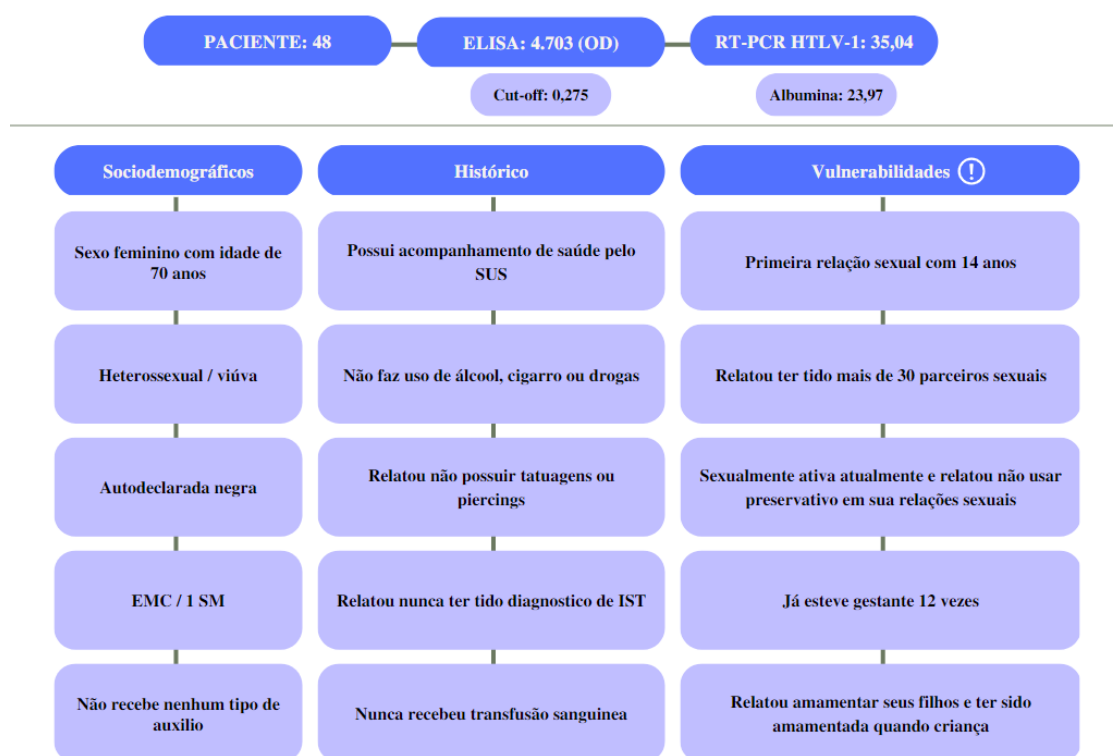 PACIENTE: 48
ELISA: 4.703 (OD)
RT-PCR HTLV-1: 35,04
Cut-off: 0,275
Albumina: 23,97
Sociodemográficos
Histórico
Vulnerabilidades
Sexo feminino com idade de
70 anos
Possui acompanhamento de saúde pelo
SUS
Primeira relação sexual com 14 anos
Heterossexual / viúva
Não faz uso de álcool, cigarro ou drogas
Relatou ter tido mais de 30 parceiros sexuais
Autodeclarada negra
Relatou não possuir tatuagens ou
piercings
Sexualmente ativa atualmente e relatou não usar
preservativo em sua relações sexuais
EMC / 1 SM
Relatou nunca ter tido diagnostico de IST
Já esteve gestante 12 vezes
Não recebe nenhum tipo de
auxilio
Nunca recebeu transfusão sanguinea
Relatou amamentar seus filhos e ter sido
amamentada quando criança